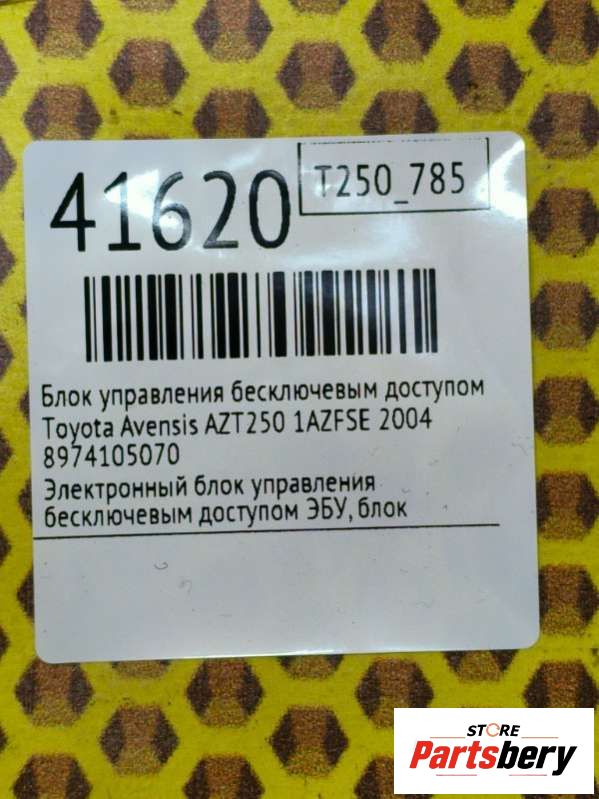 41620
T250_785
Блок управления бесключевым доступом
Toyota Avensis AZT250 1AZFSE 2004
8974105070
Электронный блок управления
бесключевым доступом ЭБУ, блок
STORE
Partsbery